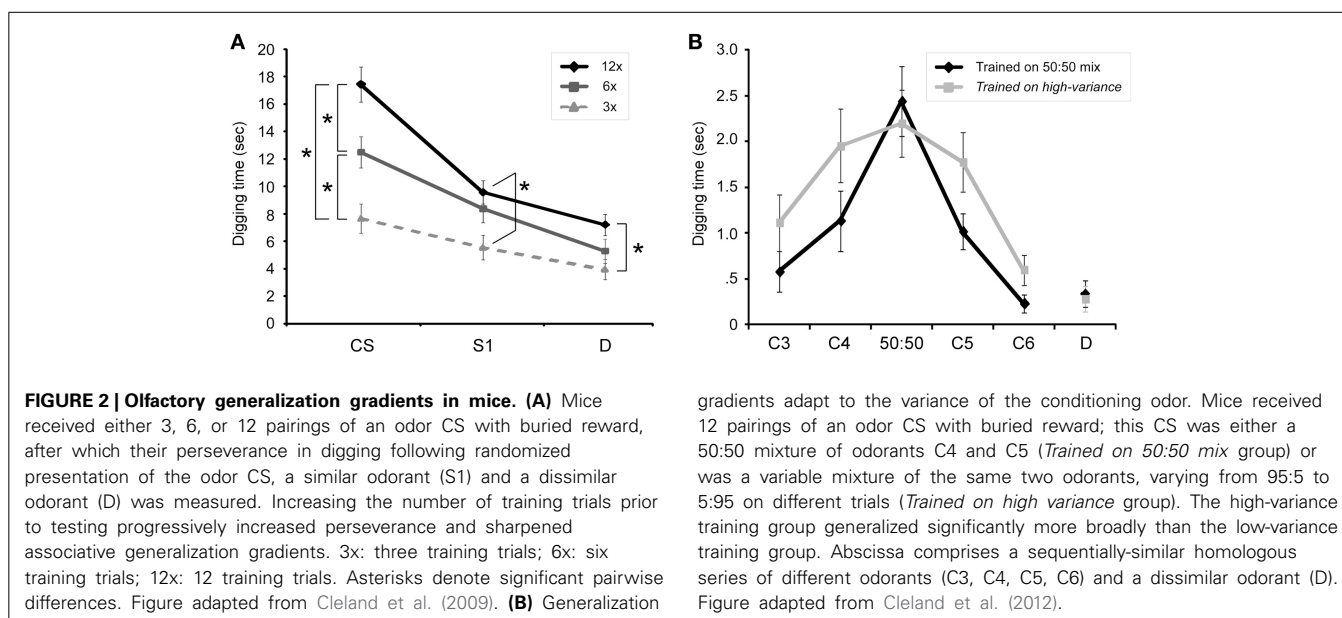 A
20
18
16
14
12
10
8
6
4
2
0
Digging time (sec)
12x
6x
3x
*
*
*
*
*
CS S1 D
B
3.0
2.5
2.0
1.5
1.0
.5
0
Digging time (sec)
Trained on 50:50 mix
Trained on high-variance
C3 C4 50:50 C5 C6 D
FIGURE 2 | Olfactory generalization gradients in mice. (A) Mice
received either 3, 6, or 12 pairings of an odor CS with buried reward,
after which their perseverance in digging following randomized
presentation of the odor CS, a similar odorant (S1) and a dissimilar
odorant (D) was measured. Increasing the number of training trials prior
to testing progressively increased perseverance and sharpened
associative generalization gradients. 3x: three training trials; 6x: six
training trials; 12x: 12 training trials. Asterisks denote significant pairwise
differences. Figure adapted from Cleland et al. (2009). (B) Generalization
gradients adapt to the variance of the conditioning odor. Mice received
12 pairings of an odor CS with buried reward; this CS was either a
50:50 mixture of odorants C4 and C5 (Trained on 50:50 mix group) or
was a variable mixture of the same two odorants, varying from 95:5 to
5:95 on different trials (Trained on high variance group). The high-variance
training group generalized significantly more broadly than the low-variance
training group. Abscissa comprises a sequentially-similar homologous
series of different odorants (C3, C4, C5, C6) and a dissimilar odorant (D).
Figure adapted from Cleland et al. (2012).